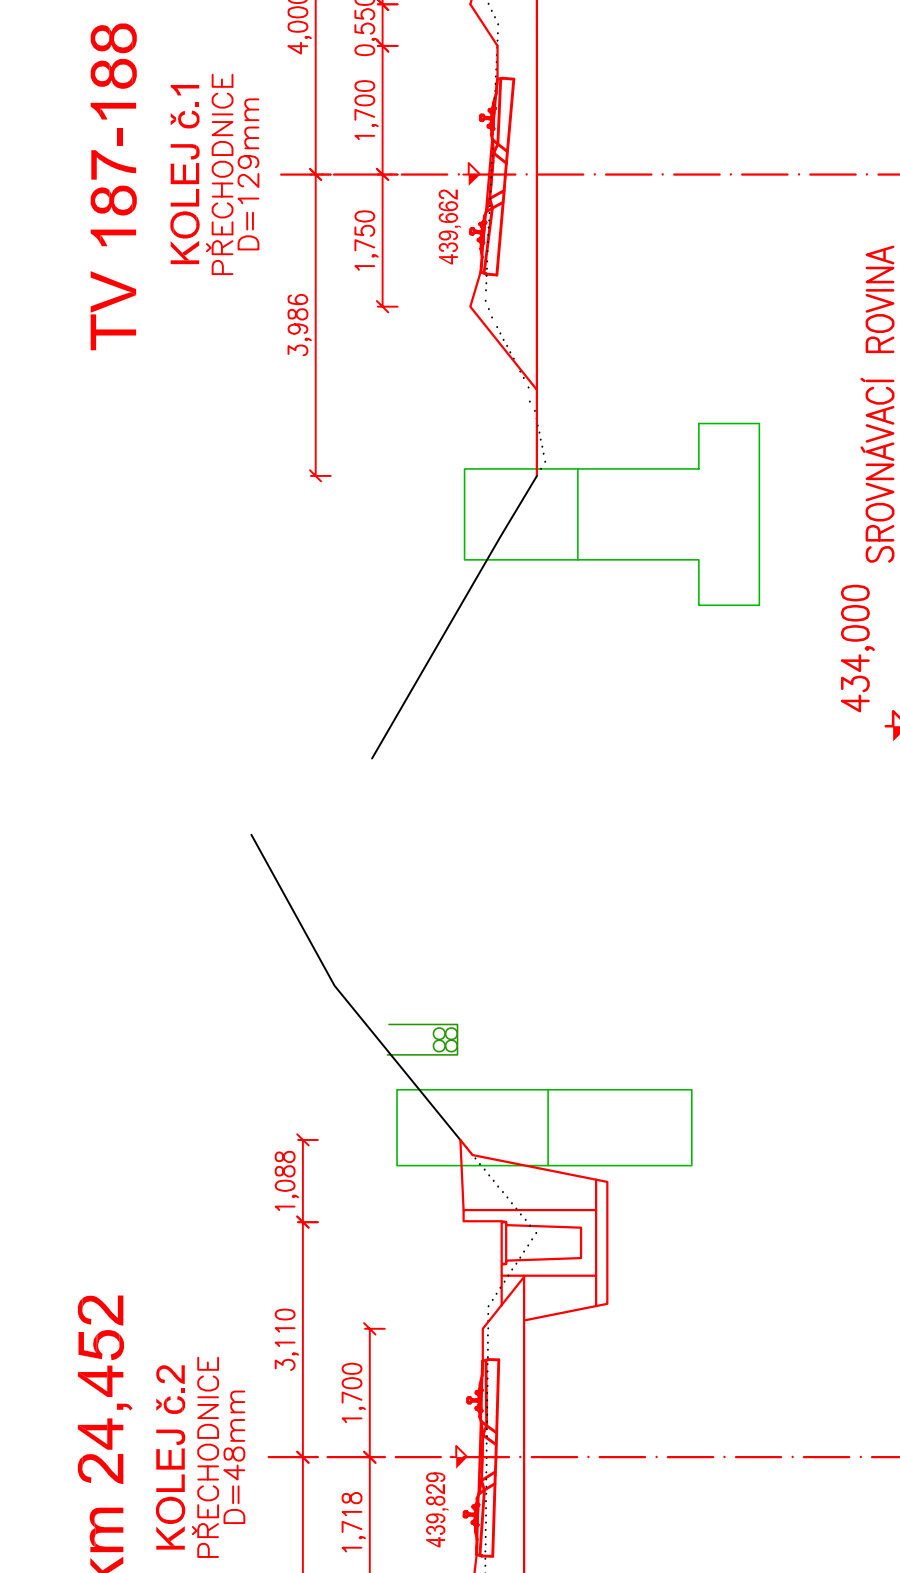 TV 187-188
KOLEJ č.1
PŘECHODNICE
D=129mm
4,000
0,550
1,700
1,750
3,986
439,662
SROVNÁVACÍ ROVINA
434,000
km 24,452
KOLEJ č.2
PŘECHODNICE
D=48mm
1,088
3,110
1,700
1,718
439,829